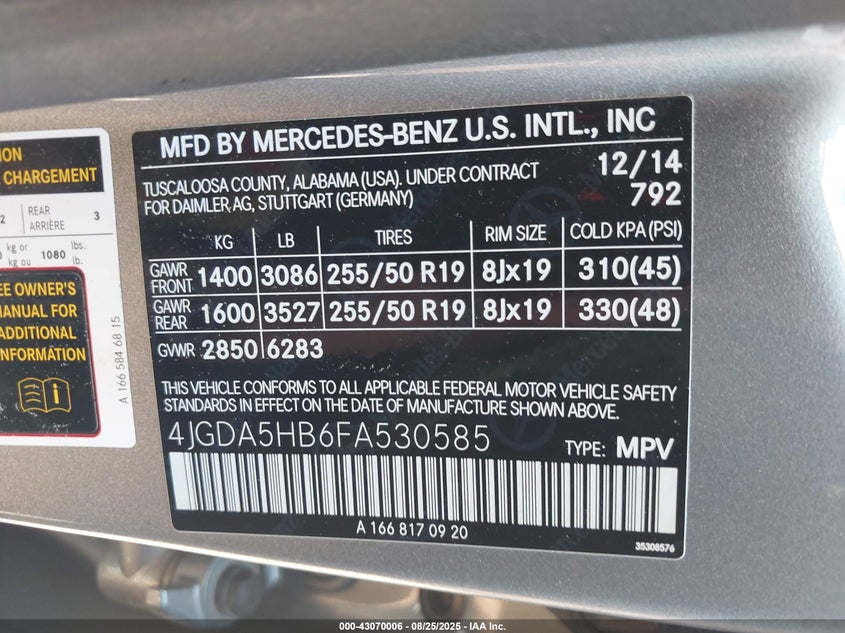 ION
CHARGEMENT
2 REAR ARRIÈRE 3
kg or kg ou 1080 lbs. lb.
EE OWNER'S
MANUAL FOR
ADDITIONAL
INFORMATION
A 166 584 68 15
MFD BY MERCEDES-BENZ U.S. INTL., INC
TUSCALOOSA COUNTY, ALABAMA (USA). UNDER CONTRACT 12/14
FOR DAIMLER AG, STUTTGART (GERMANY) 792
KG LB TIRES RIM SIZE COLD KPA (PSI)
GAWR FRONT 1400 3086 255/50 R19 8Jx19 310(45)
GAWR REAR 1600 3527 255/50 R19 8Jx19 330(48)
GVWR 2850 6283
THIS VEHICLE CONFORMS TO ALL APPLICABLE FEDERAL MOTOR VEHICLE SAFETY
STANDARDS IN EFFECT ON THE DATE OF MANUFACTURE SHOWN ABOVE.
4JGDA5HB6FA530585 TYPE: MPV
A 166 817 09 20
35308576
000-43070006 - 08/25/2025 - IAA Inc.